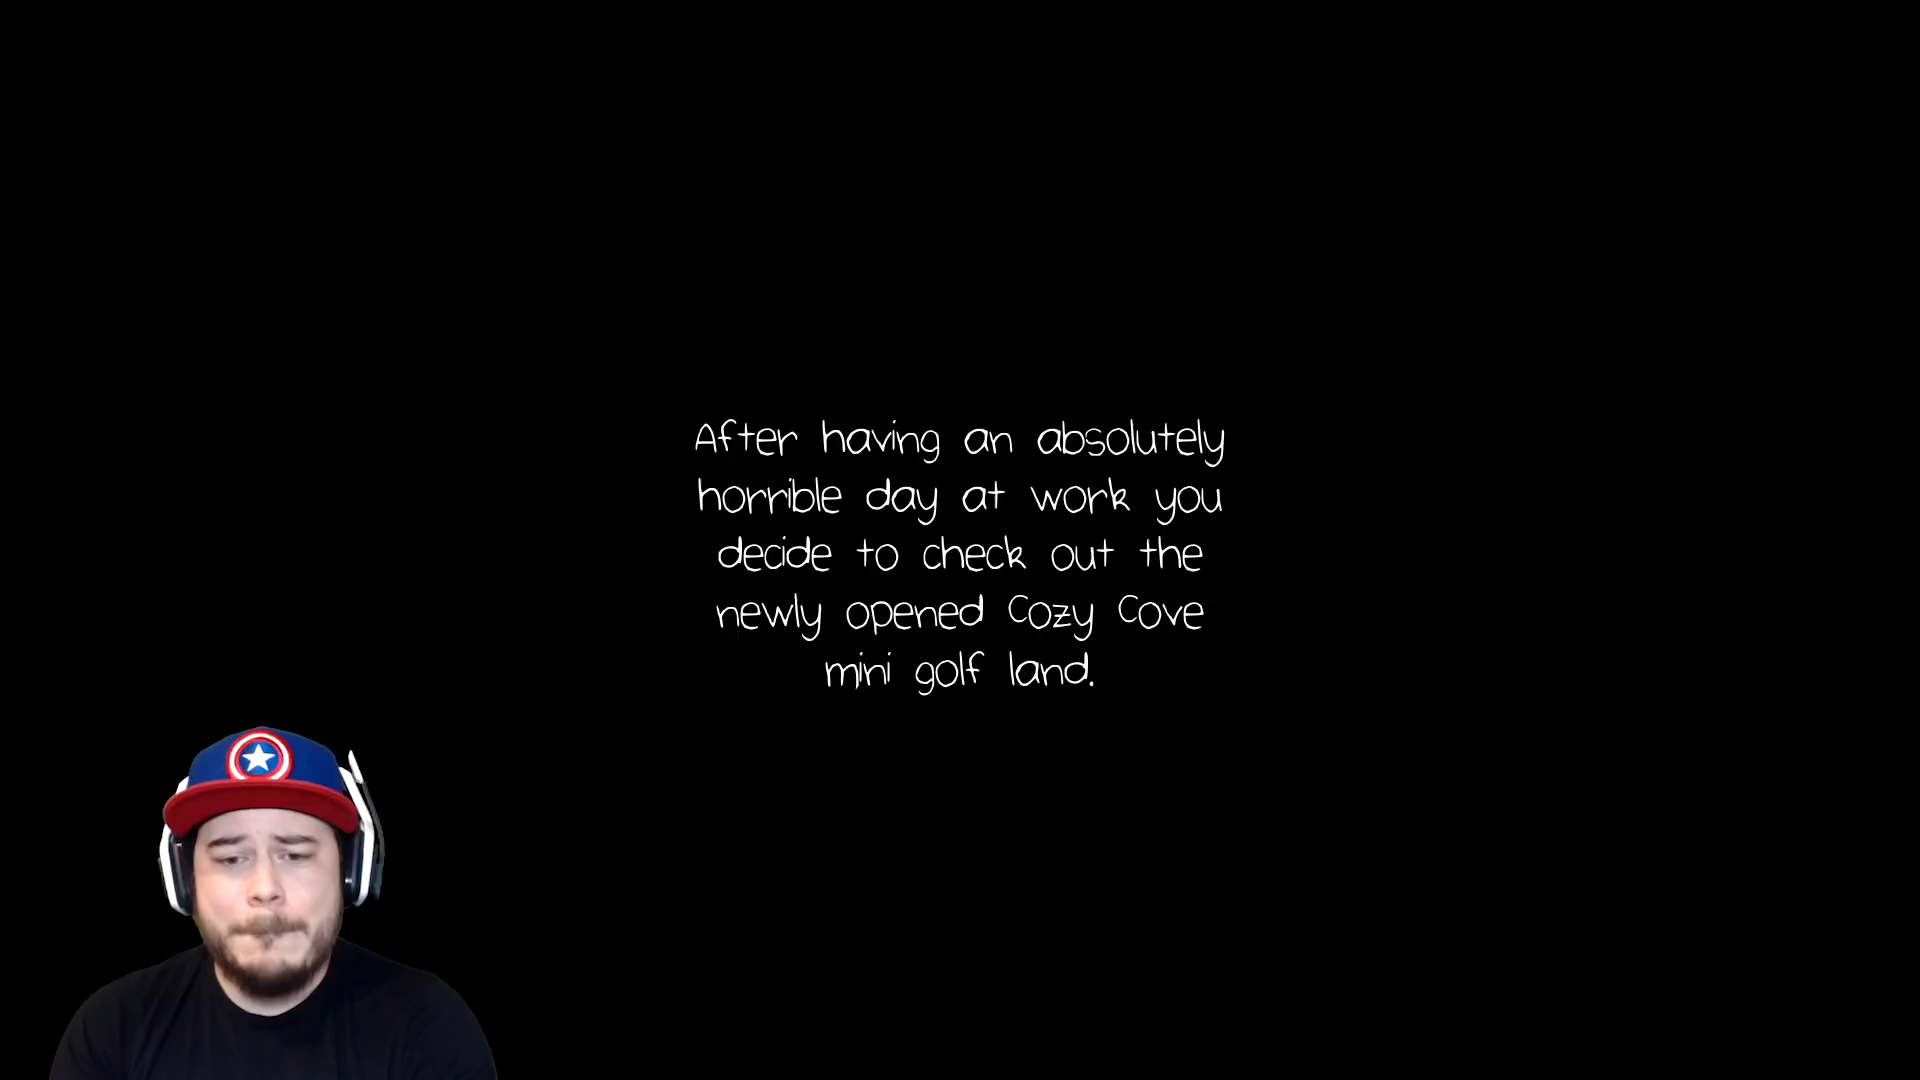 After having an absolutely
horrible day at work you
decide to check out the
newly opened Cozy Cove
mini golf land.